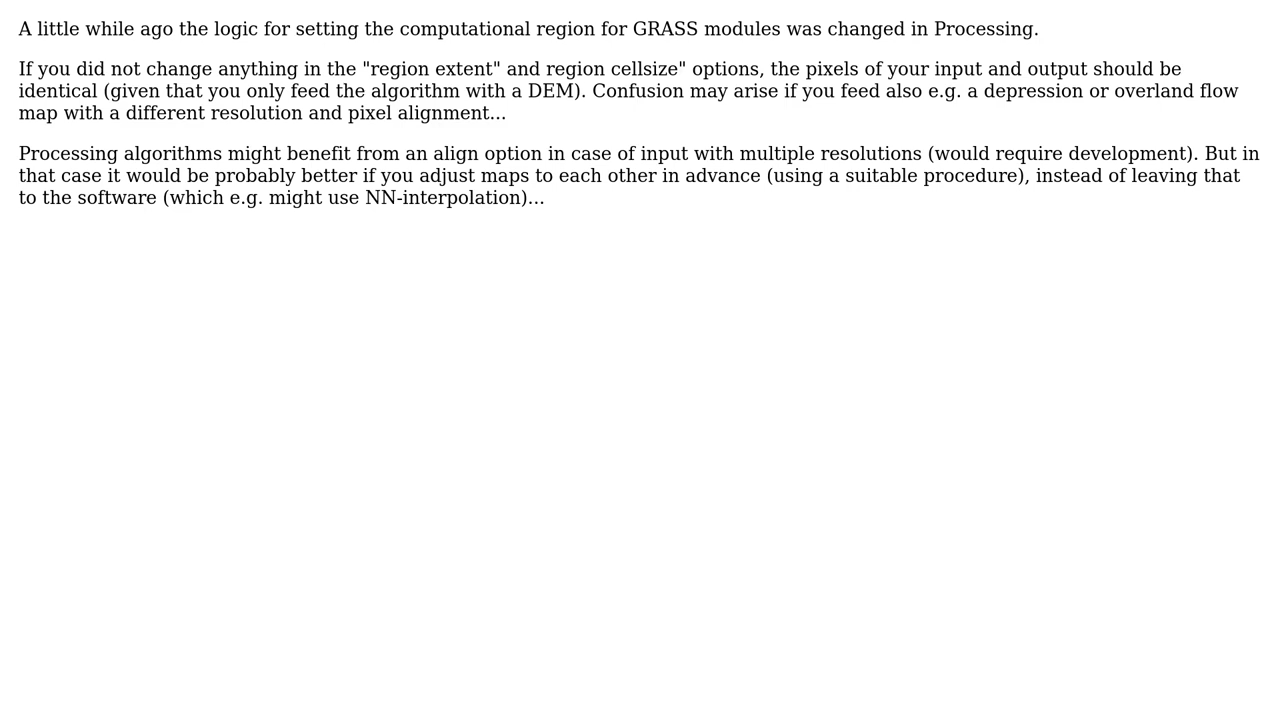 A little while ago the logic for setting the computational region for GRASS modules was changed in Processing.
If you did not change anything in the "region extent" and region cellsize" options, the pixels of your input and output should be
identical (given that you only feed the algorithm with a DEM). Confusion may arise if you feed also e.g. a depression or overland flow
map with a different resolution and pixel alignment...
Processing algorithms might benefit from an align option in case of input with multiple resolutions (would require development). But in
that case it would be probably better if you adjust maps to each other in advance (using a suitable procedure), instead of leaving that
to the software (which e.g. might use NN-interpolation)...